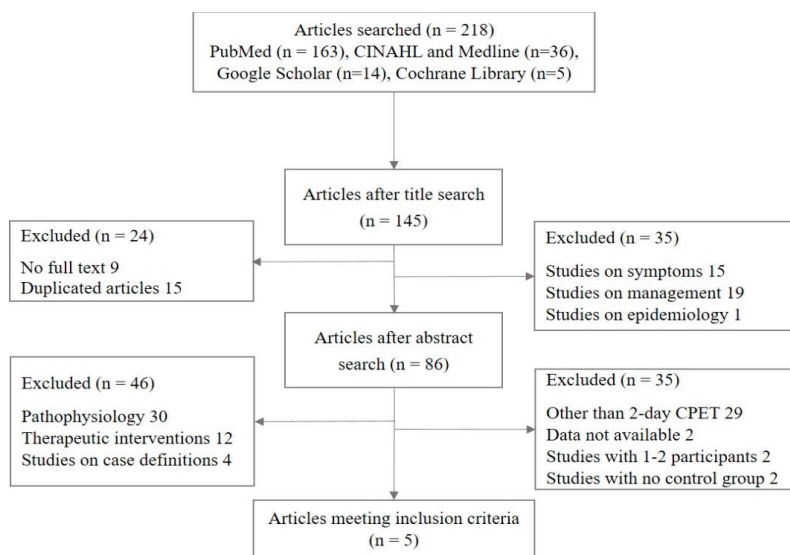 Articles searched (n = 218)
PubMed (n = 163), CINAHL and Medline (n=36),
Google Scholar (n=14), Cochrane Library (n=5)
Articles after title search
(n = 145)
Excluded (n = 24)
No full text 9
Duplicated articles 15
Excluded (n = 35)
Studies on symptoms 15
Studies on management 19
Studies on epidemiology 1
Articles after abstract
search (n = 86)
Excluded (n = 46)
Pathophysiology 30
Therapeutic interventions 12
Studies on case definitions 4
Excluded (n = 35)
Other than 2-day CPET 29
Data not available 2
Studies with 1-2 participants 2
Studies with no control group 2
Articles meeting inclusion criteria
(n = 5)